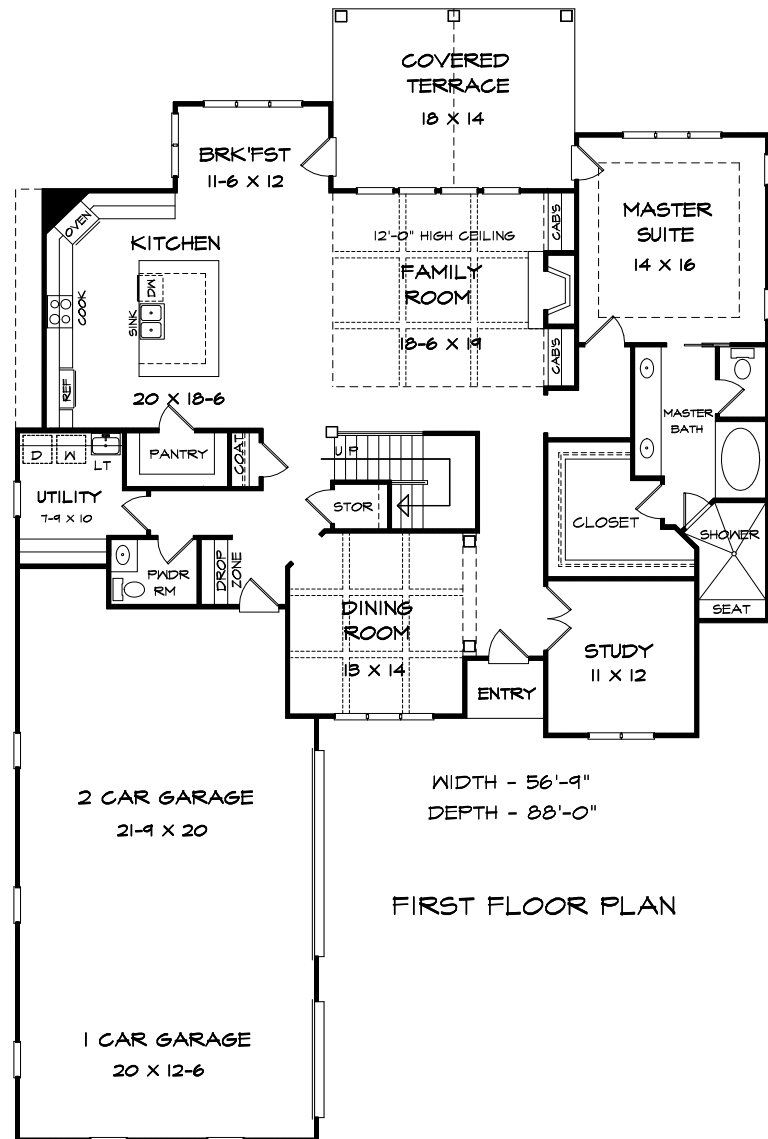 COVERED
TERRACE
18 X 14
BRK'FST
11-6 X 12
OVEN
KITCHEN
12'-0" HIGH CEILING
CAB'S
MASTER
SUITE
14 X 16
FAMILY
ROOM
DW
SINK
COOK
18-6 X 19
CAB'S
REF
20 X 18-6
MASTER
BATH
UP
D
W
LT
PANTRY
COAT
UTILITY
7-9 X 10
STOR
CLOSET
SHOWER
PWDR
RM
DROP
ZONE
SEAT
DINING
ROOM
13 X 14
STUDY
11 X 12
ENTRY
WIDTH - 56'-9"
DEPTH - 88'-0"
2 CAR GARAGE
21-9 X 20
FIRST FLOOR PLAN
1 CAR GARAGE
20 X 12-6